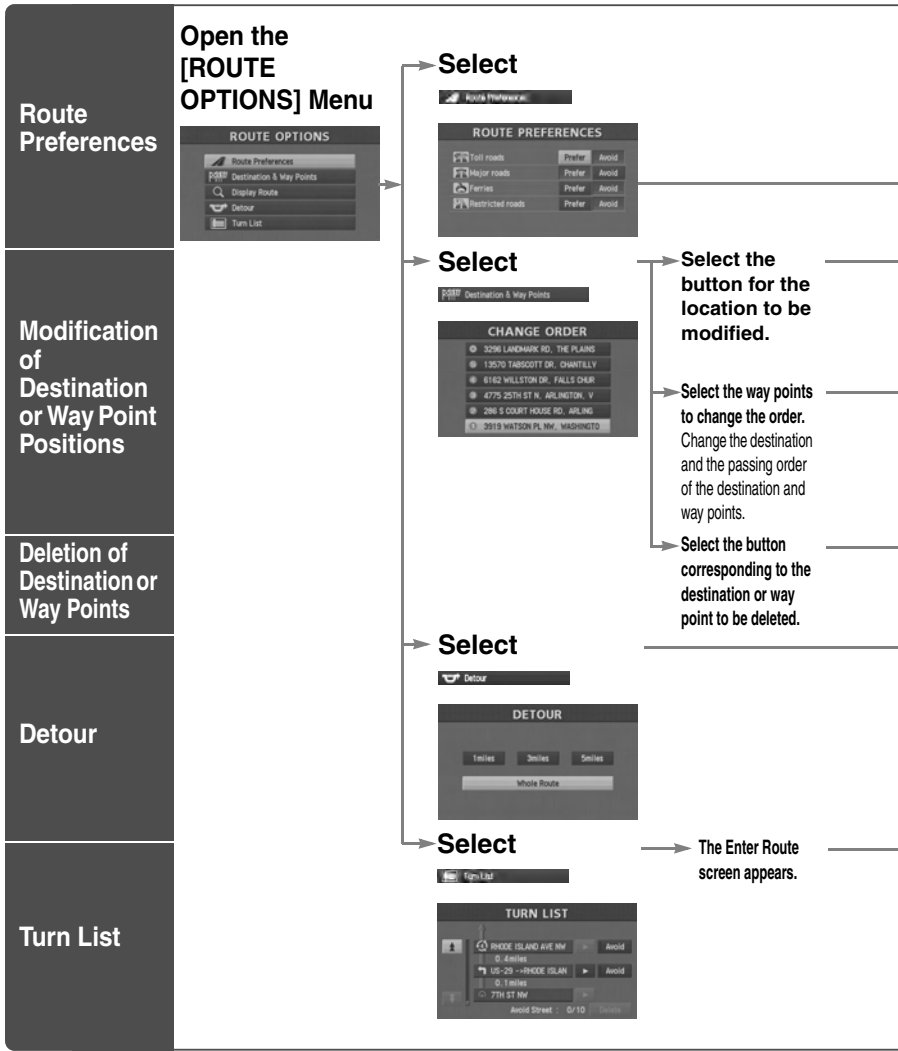 Route
Preferences
Open the
[ROUTE
OPTIONS] Menu
ROUTE OPTIONS
Route Preferences
Destination & Way Points
Display Route
Detour
Turn List
Select
Route Preferences
ROUTE PREFERENCES
Toll roads Prefer Avoid
Major roads Prefer Avoid
Ferries Prefer Avoid
Restricted roads Prefer Avoid
Modification
of
Destination
or Way Point
Positions
Select
Destination & Way Points
CHANGE ORDER
3296 LANDMARK RD, THE PLAINS
13570 TABSCOTT DR, CHANTILLY
6162 WILLSTON DR, FALLS CHUR
4775 25TH ST N, ARLINGTON, V
286 S COURT HOUSE RD, ARLING
3919 WATSON PL NW, WASHINGTO
Select the
button for the
location to be
modified.
Select the way points
to change the order.
Change the destination
and the passing order
of the destination and
way points.
Deletion of
Destination or
Way Points
Select the button
corresponding to the
destination or way
point to be deleted.
Detour
Select
Detour
DETOUR
1miles 3miles 5miles
Whole Route
Turn List
Select
Turn List
The Enter Route
screen appears.
TURN LIST
RHODE ISLAND AVE NW Avoid
0.4miles
US-29 ->RHODE ISLAN Avoid
0.1miles
7TH ST NW
Avoid Street : 0/10 Delete